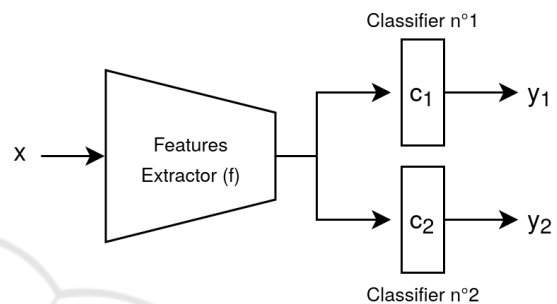 Classifier n°1
c1
y1
x
Features
Extractor (f)
c2
y2
Classifier n°2